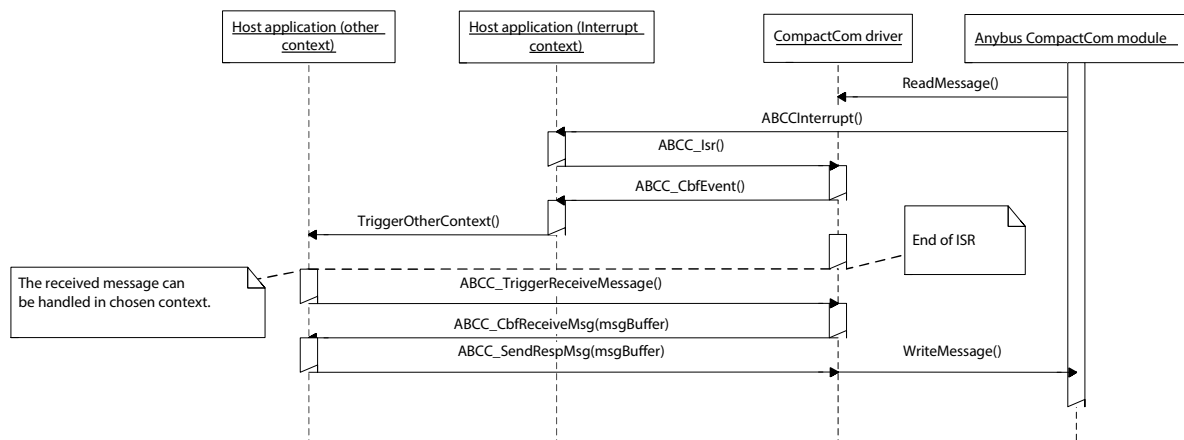 Host application (other
context)
Host application (Interrupt
context)
CompactCom driver
Anybus CompactCom module
ReadMessage()
ABCCInterrupt()
ABCC_Isr()
ABCC_CbfEvent()
TriggerOtherContext()
End of ISR
The received message can
be handled in chosen context.
ABCC_TriggerReceiveMessage()
ABCC_CbfReceiveMsg(msgBuffer)
ABCC_SendRespMsg(msgBuffer)
WriteMessage()